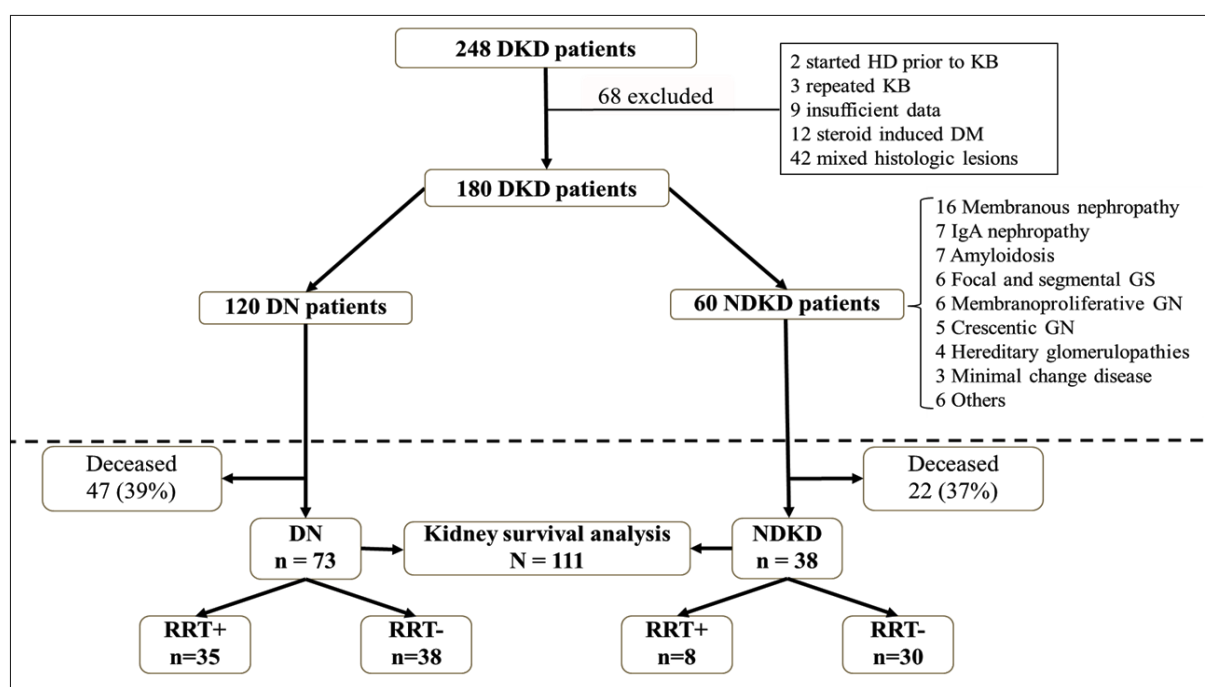 248 DKD patients
68 excluded
2 started HD prior to KB
3 repeated KB
9 insufficient data
12 steroid induced DM
42 mixed histologic lesions
180 DKD patients
120 DN patients
60 NDKD patients
16 Membranous nephropathy
7 IgA nephropathy
7 Amyloidosis
6 Focal and segmental GS
6 Membranoproliferative GN
5 Crescentic GN
4 Hereditary glomerulopathies
3 Minimal change disease
6 Others
Deceased
47 (39%)
Deceased
22 (37%)
DN
n = 73
Kidney survival analysis
N = 111
NDKD
n = 38
RRT+
n=35
RRT-
n=38
RRT+
n=8
RRT-
n=30